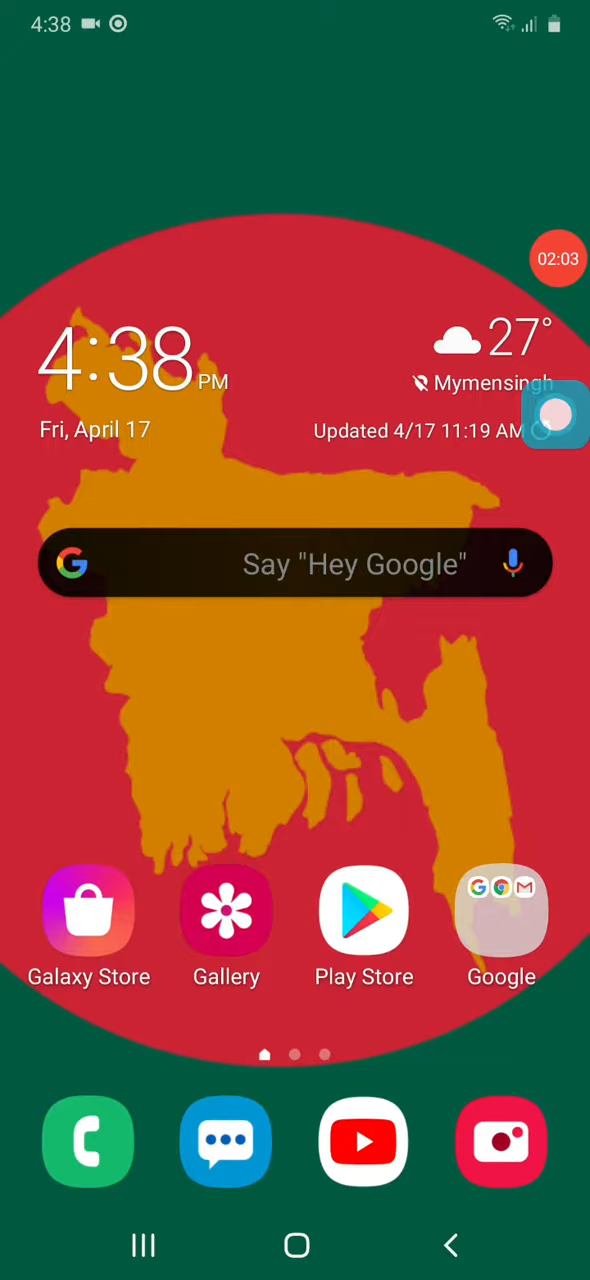 4:38
02:03
4:38 PM
27°
Mymensingh
Fri, April 17
Updated 4/17 11:19 AM
Say "Hey Google"
Galaxy Store
Gallery
Play Store
Google